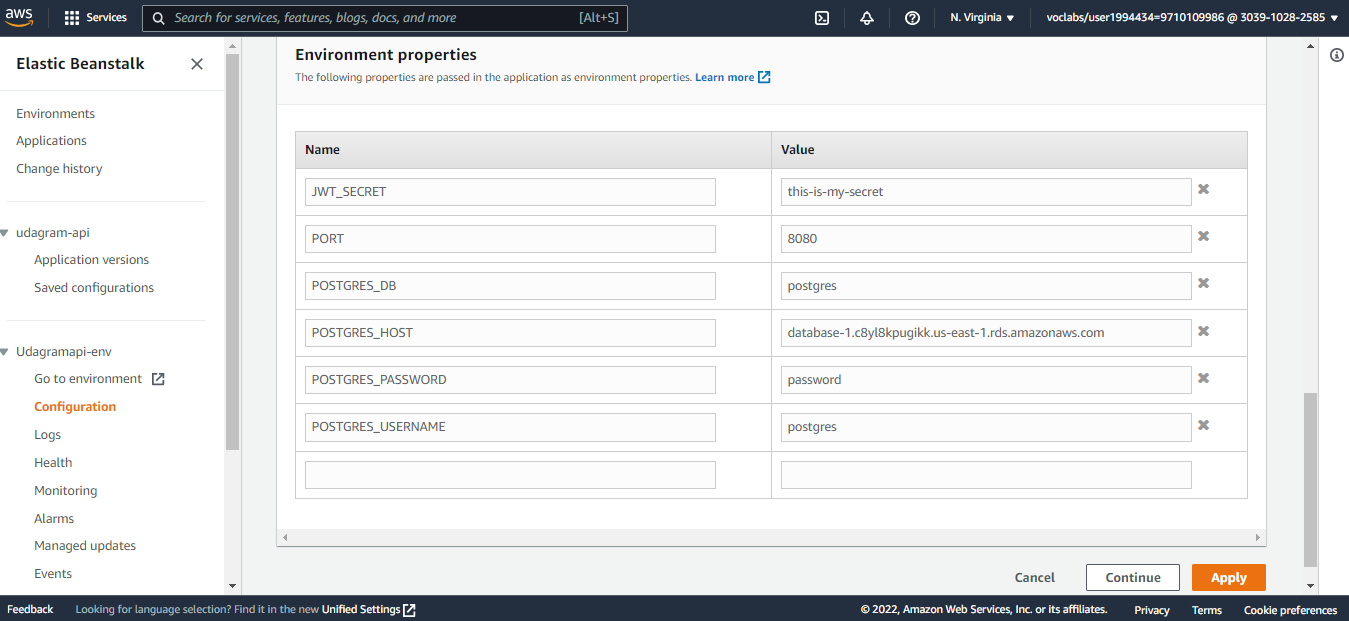 aws Services Search for services, features, blogs, docs, and more [Alt+S] N. Virginia voclabs/user1994434=9710109986 @ 3039-1028-2585
Elastic Beanstalk
Environments
Applications
Change history
udagram-api
Application versions
Saved configurations
Udagramapi-env
Go to environment
Configuration
Logs
Health
Monitoring
Alarms
Managed updates
Events
Environment properties
The following properties are passed in the application as environment properties. Learn more
Name Value
JWT_SECRET this-is-my-secret
PORT 8080
POSTGRES_DB postgres
POSTGRES_HOST database-1.c8yl8kpugikk.us-east-1.rds.amazonaws.com
POSTGRES_PASSWORD password
POSTGRES_USERNAME postgres
Cancel Continue Apply
Feedback Looking for language selection? Find it in the new Unified Settings © 2022, Amazon Web Services, Inc. or its affiliates. Privacy Terms Cookie preferences